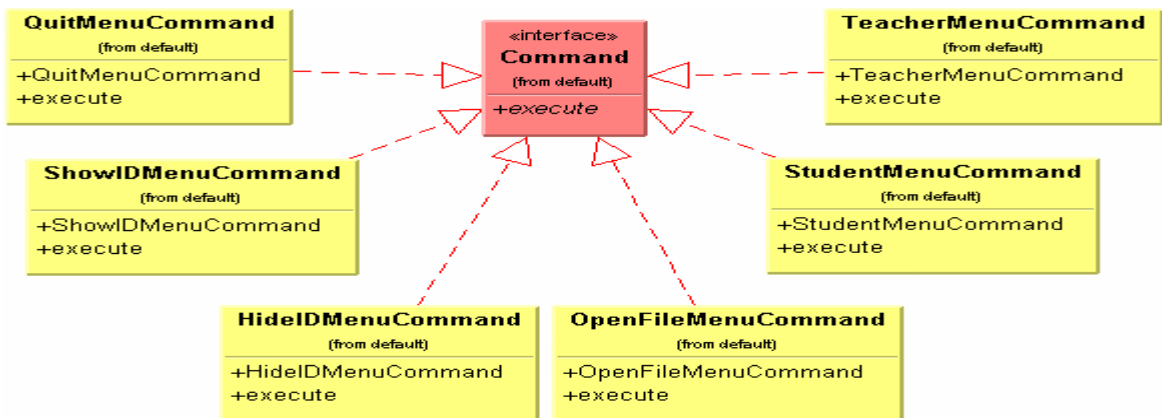 QuitMenuCommand
(from default)
+QuitMenuCommand
+execute
«interface»
Command
(from default)
+execute
TeacherMenuCommand
(from default)
+TeacherMenuCommand
+execute
ShowIDMenuCommand
(from default)
+ShowIDMenuCommand
+execute
StudentMenuCommand
(from default)
+StudentMenuCommand
+execute
HideIDMenuCommand
(from default)
+HideIDMenuCommand
+execute
OpenFileMenuCommand
(from default)
+OpenFileMenuCommand
+execute